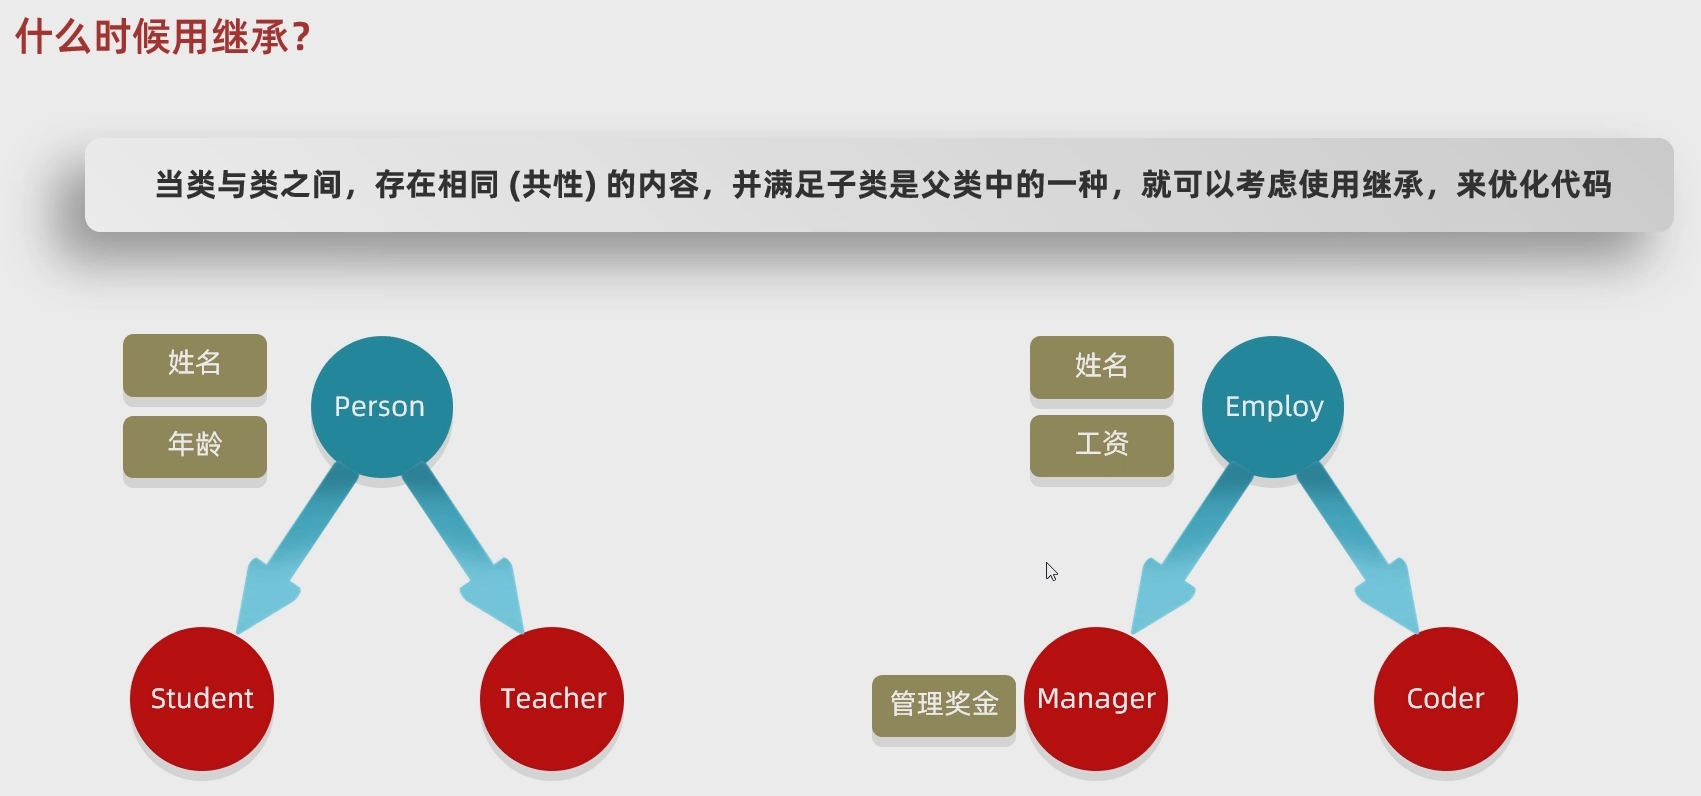 什么时候用继承？
当类与类之间，存在相同 (共性) 的内容，并满足子类是父类中的一种，就可以考虑使用继承，来优化代码
姓名
年龄
Person
Student
Teacher
姓名
工资
Employ
管理奖金
Manager
Coder